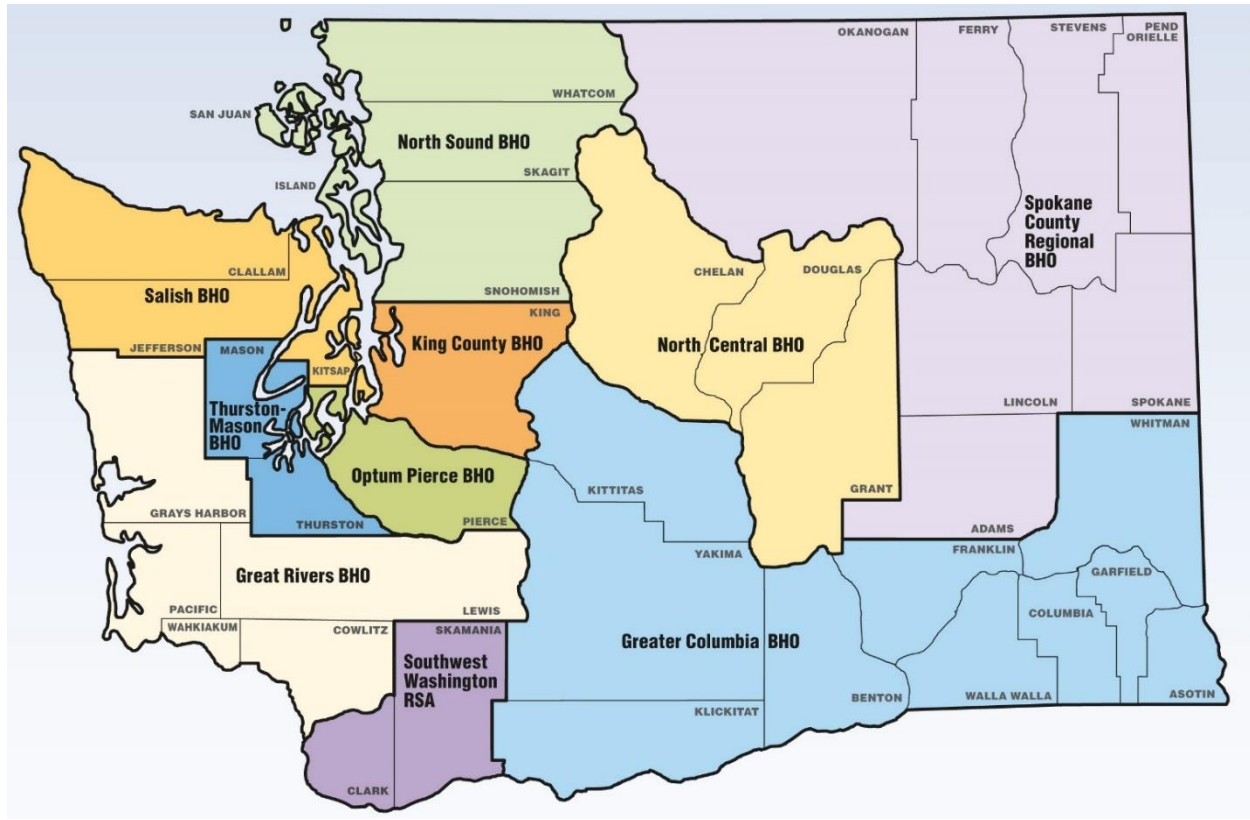 OKANOGAN
FERRY
STEVENS
PEND
ORIELLE
WHATCOM
SAN JUAN
North Sound BHO
SKAGIT
ISLAND
Spokane
County
Regional
BHO
CLALLAM
CHELAN
DOUGLAS
Salish BHO
SNOHOMISH
KING
King County BHO
North Central BHO
JEFFERSON
MASON
KITSAP
Thurston-
Mason
BHO
LINCOLN
SPOKANE
WHITMAN
Optum Pierce BHO
KITTITAS
GRANT
GRAYS HARBOR
THURSTON
PIERCE
ADAMS
YAKIMA
FRANKLIN
GARFIELD
Great Rivers BHO
PACIFIC
LEWIS
COLUMBIA
WAHKIAKUM
COWLITZ
SKAMANIA
Greater Columbia BHO
Southwest
Washington
RSA
BENTON
WALLA WALLA
ASOTIN
KLICKITAT
CLARK